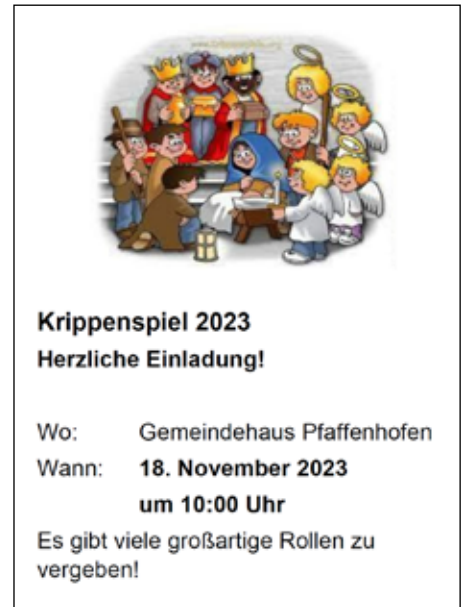 Krippenspiel 2023
Herzliche Einladung!
Wo: Gemeindehaus Pfaffenhofen
Wann: 18. November 2023
um 10:00 Uhr
Es gibt viele großartige Rollen zu
vergeben!